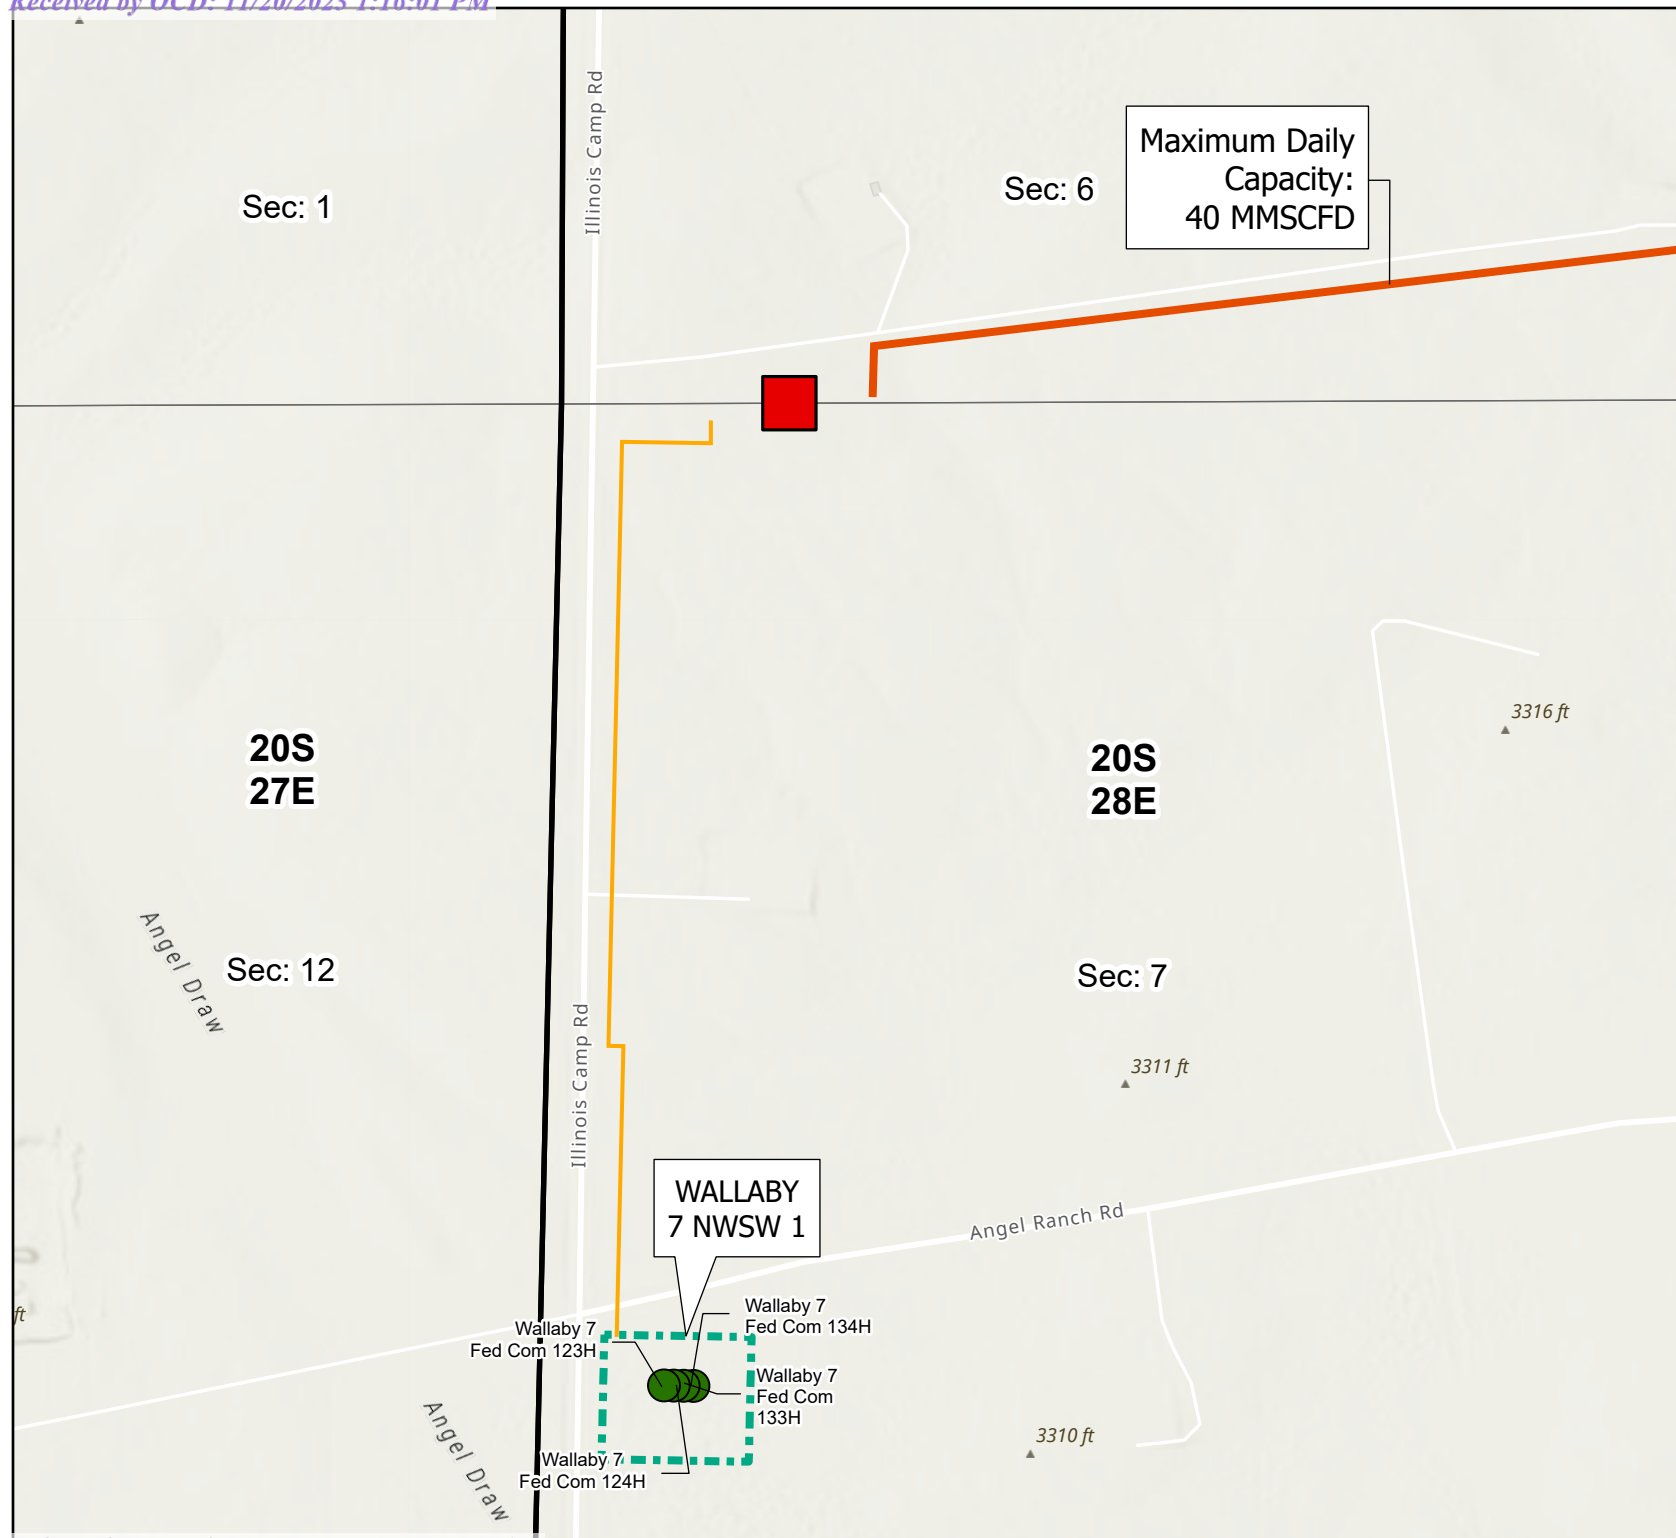 Received by OCD: 11/20/2025 1:16:01 PM
Illinois Camp Rd
Maximum Daily
Capacity:
40 MMSCFD
Sec: 1
Sec: 6
3316 ft
20S
27E
20S
28E
Angel Draw
Sec: 12
Sec: 7
Illinois Camp Rd
3311 ft
WALLABY
7 NWSW 1
Angel Ranch Rd
ft
Wallaby 7
Fed Com 123H
Wallaby 7
Fed Com 134H
Wallaby 7
Fed Com
133H
Angel Draw
3310 ft
Wallaby 7
Fed Com 124H